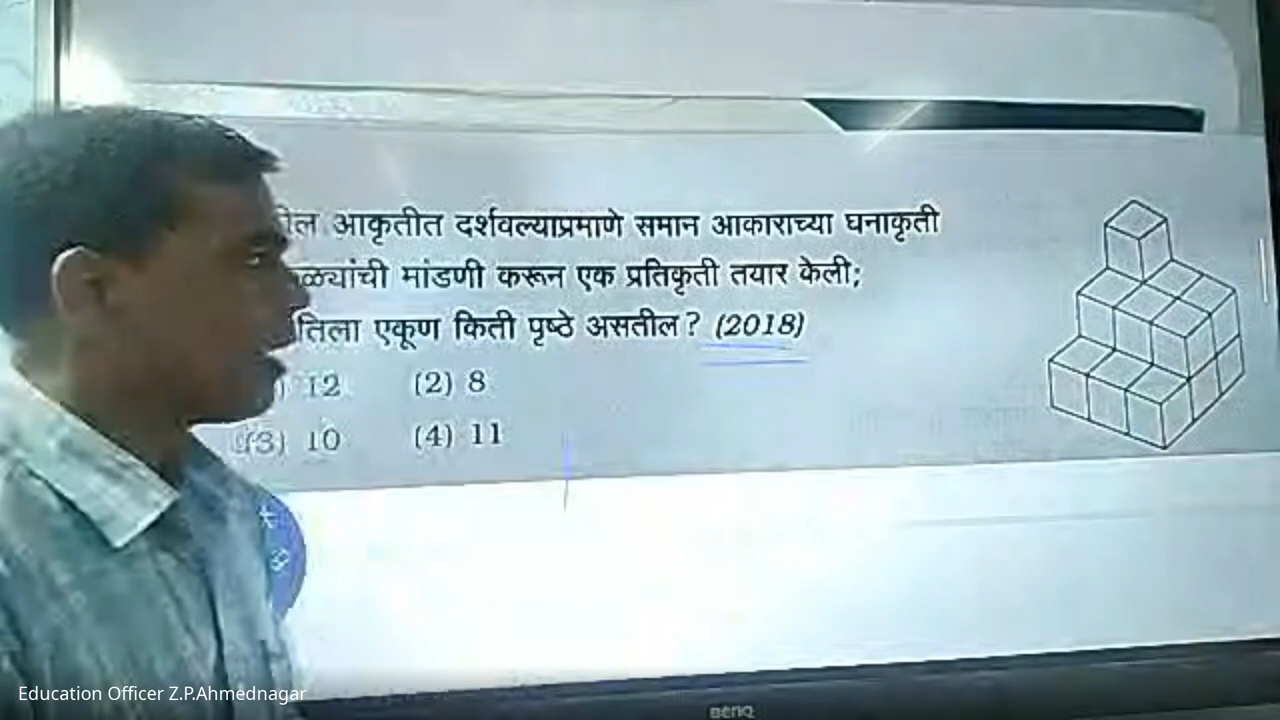 आकृतीत दर्शवल्याप्रमाणे समान आकाराच्या घनाकृती
मांडणी करून एक प्रतिकृती तयार केली;
एकूण किती पृष्ठे असतील? (2018)
12 (2) 8
(3) 10 (4) 11
Education Officer Z.P.Ahmednagar
BenQ